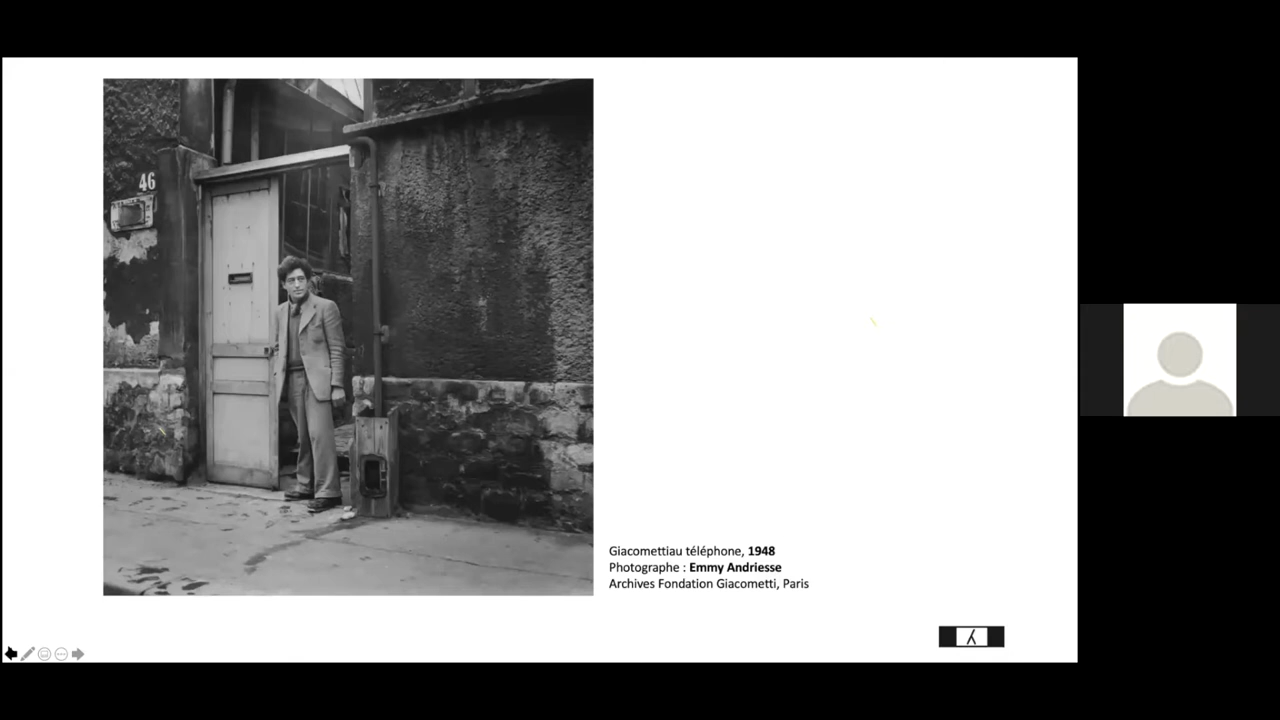 46
Giacomettiau téléphone, 1948
Photographe : Emmy Andriesse
Archives Fondation Giacometti, Paris